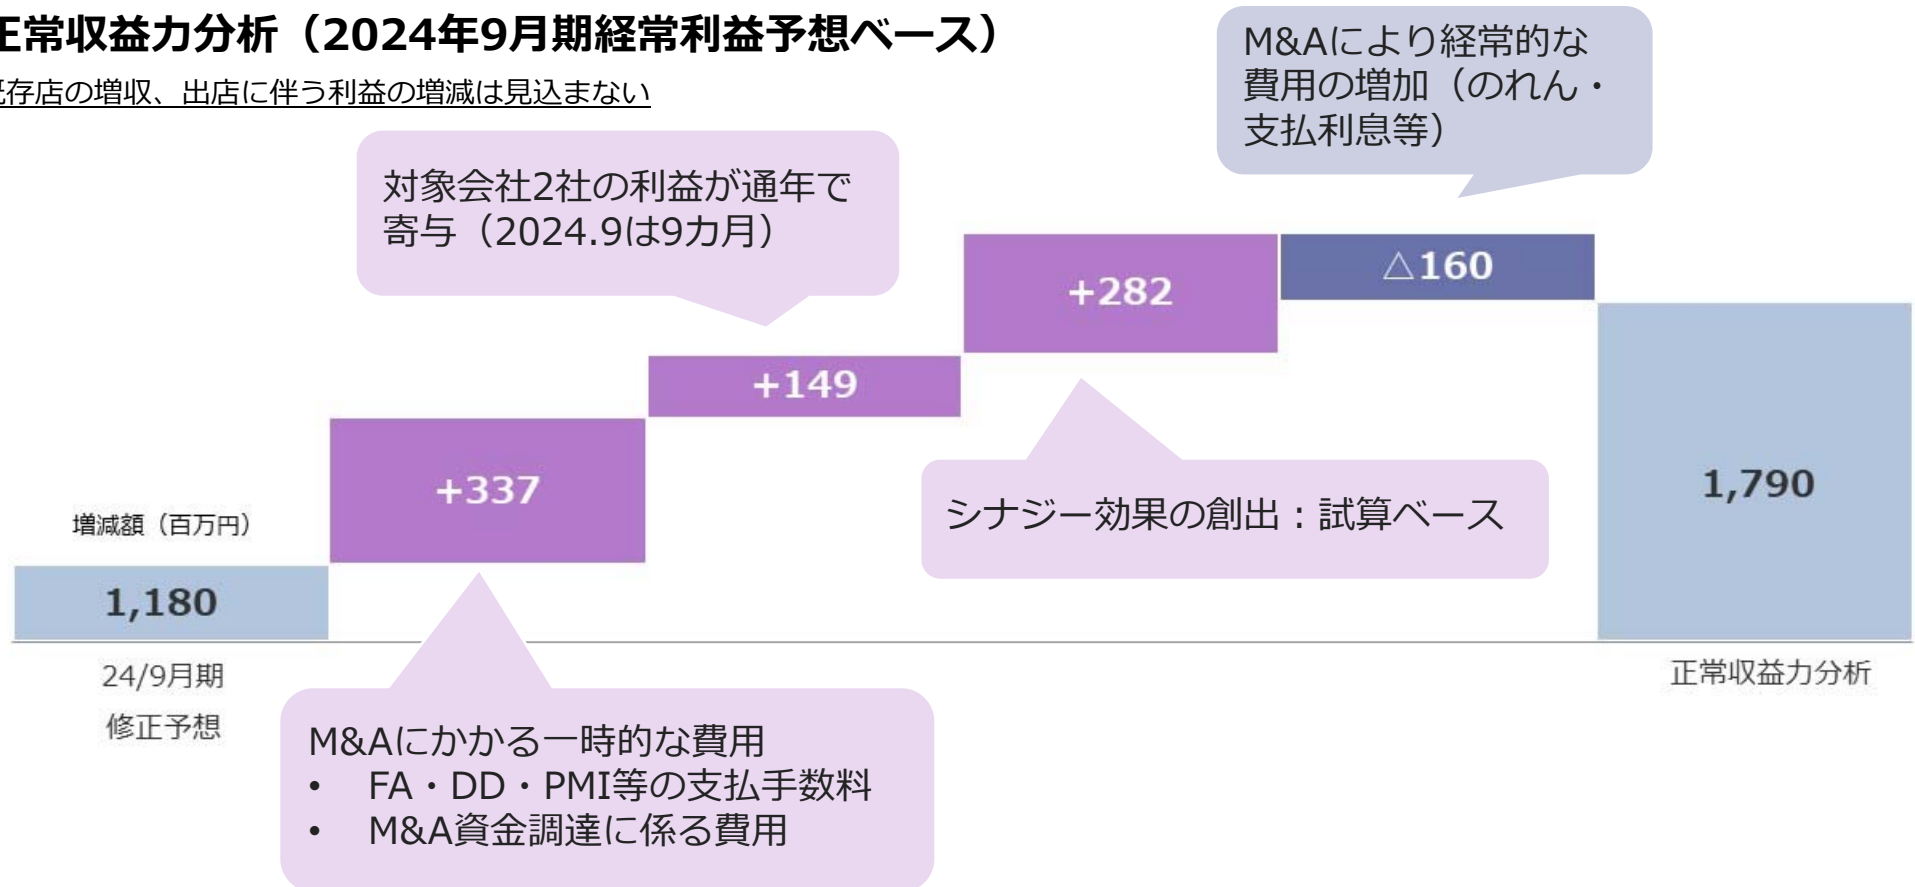 正常収益力分析（2024年9月期経常利益予想ベース）
既存店の増収、出店に伴う利益の増減は見込まない
M&Aにより経常的な
費用の増加（のれん・
支払利息等）
対象会社2社の利益が通年で
寄与（2024.9は9カ月）
△160
+282
+149
+337
1,790
シナジー効果の創出：試算ベース
増減額（百万円）
1,180
24/9月期
修正予想
正常収益力分析
M&Aにかかる一時的な費用
• FA・DD・PMI等の支払手数料
• M&A資金調達に係る費用